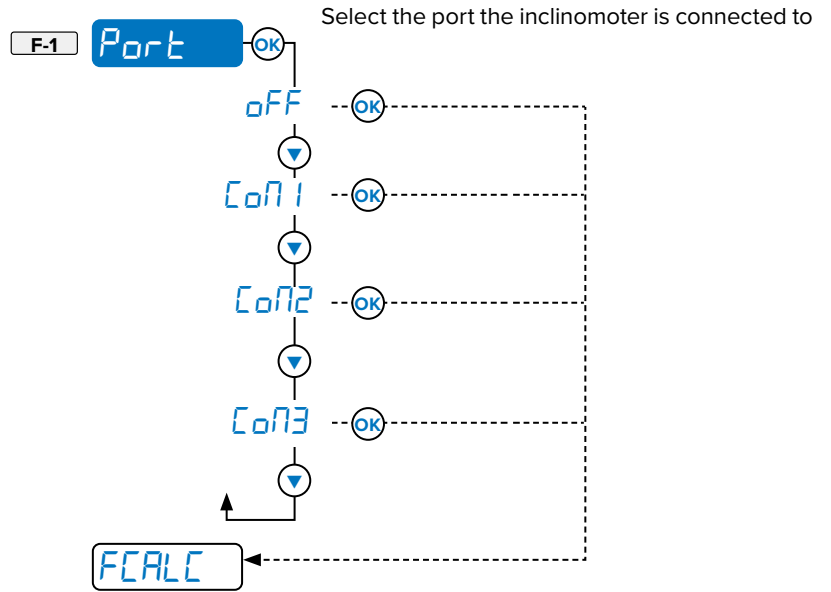 Select the port the inclinomoter is connected to
F-1 Port OK
oFF OK
CoM1 OK
CoM2 OK
CoM3 OK
FCALC